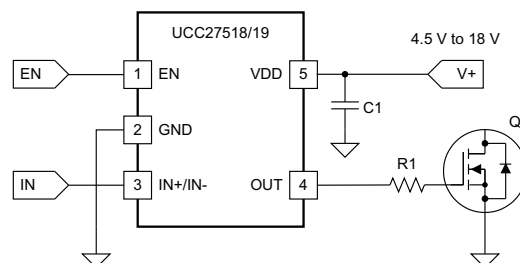 UCC27518/19
4.5 V to 18 V
EN
1
EN
VDD
5
V+
C1
2
GND
Q
R1
IN
3
IN+/IN-
OUT
4